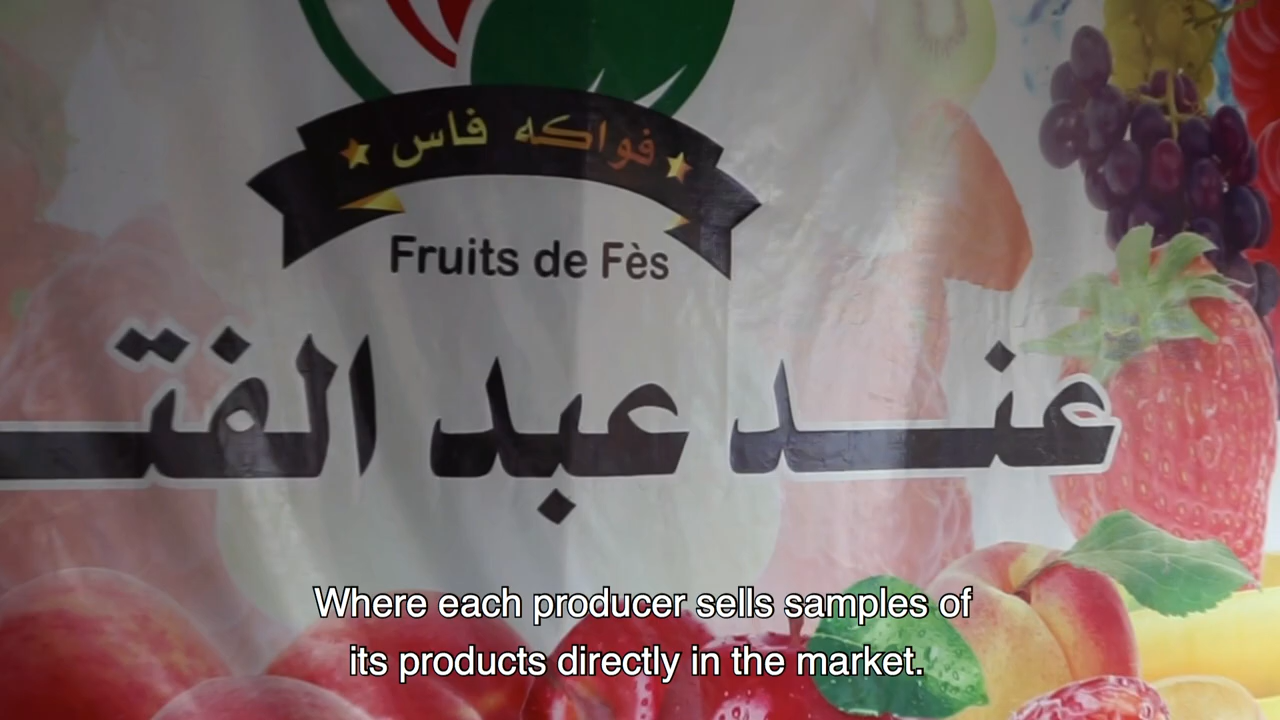 فواكه فاس
Fruits de Fès
عند عبد الفتـ
Where each producer sells samples of
its products directly in the market.